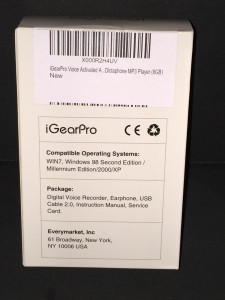 X000R2H4UV
iGearPro Voice Activated A...Dictaphone MP3 Player (8GB)
New
iGearPro
CE
Compatible Operating Systems:
WIN7, Windows 98 Second Edition /
Millennium Edition/2000/XP
Package:
Digital Voice Recorder, Earphone, USB
Cable 2.0, Instruction Manual, Service
Card.
Everymarket, Inc
61 Broadway, New York,
NY 10006 USA